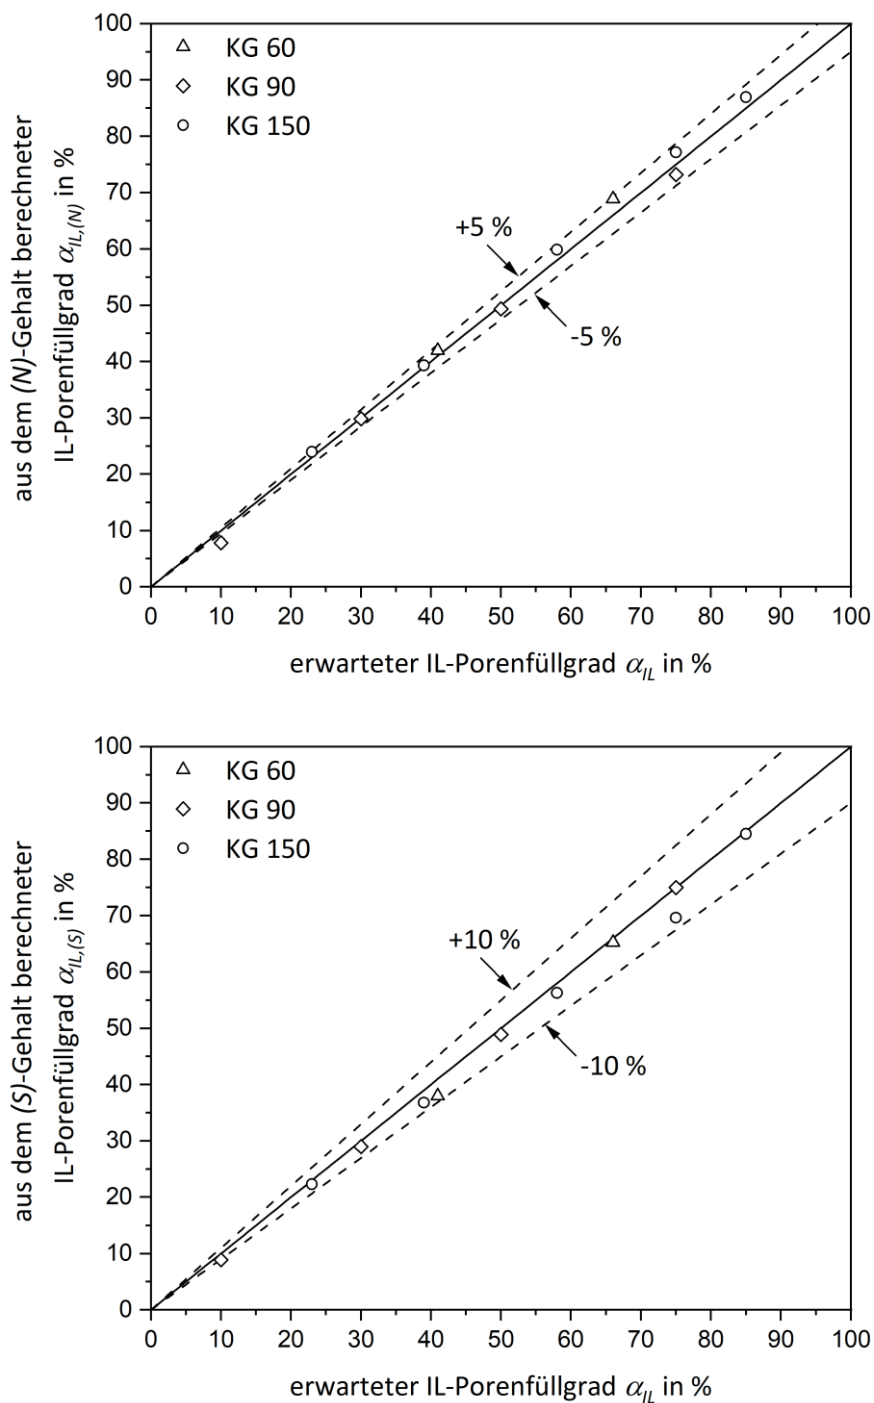 100
90
80
70
60
50
40
30
20
10
0
aus dem (N)-Gehalt berechneter
IL-Porenfüllgrad α_IL,(N) in %
KG 60
KG 90
KG 150
+5 %
-5 %
0 10 20 30 40 50 60 70 80 90 100
erwarteter IL-Porenfüllgrad α_IL in %
100
90
80
70
60
50
40
30
20
10
0
aus dem (S)-Gehalt berechneter
IL-Porenfüllgrad α_IL,(S) in %
KG 60
KG 90
KG 150
+10 %
-10 %
0 10 20 30 40 50 60 70 80 90 100
erwarteter IL-Porenfüllgrad α_IL in %